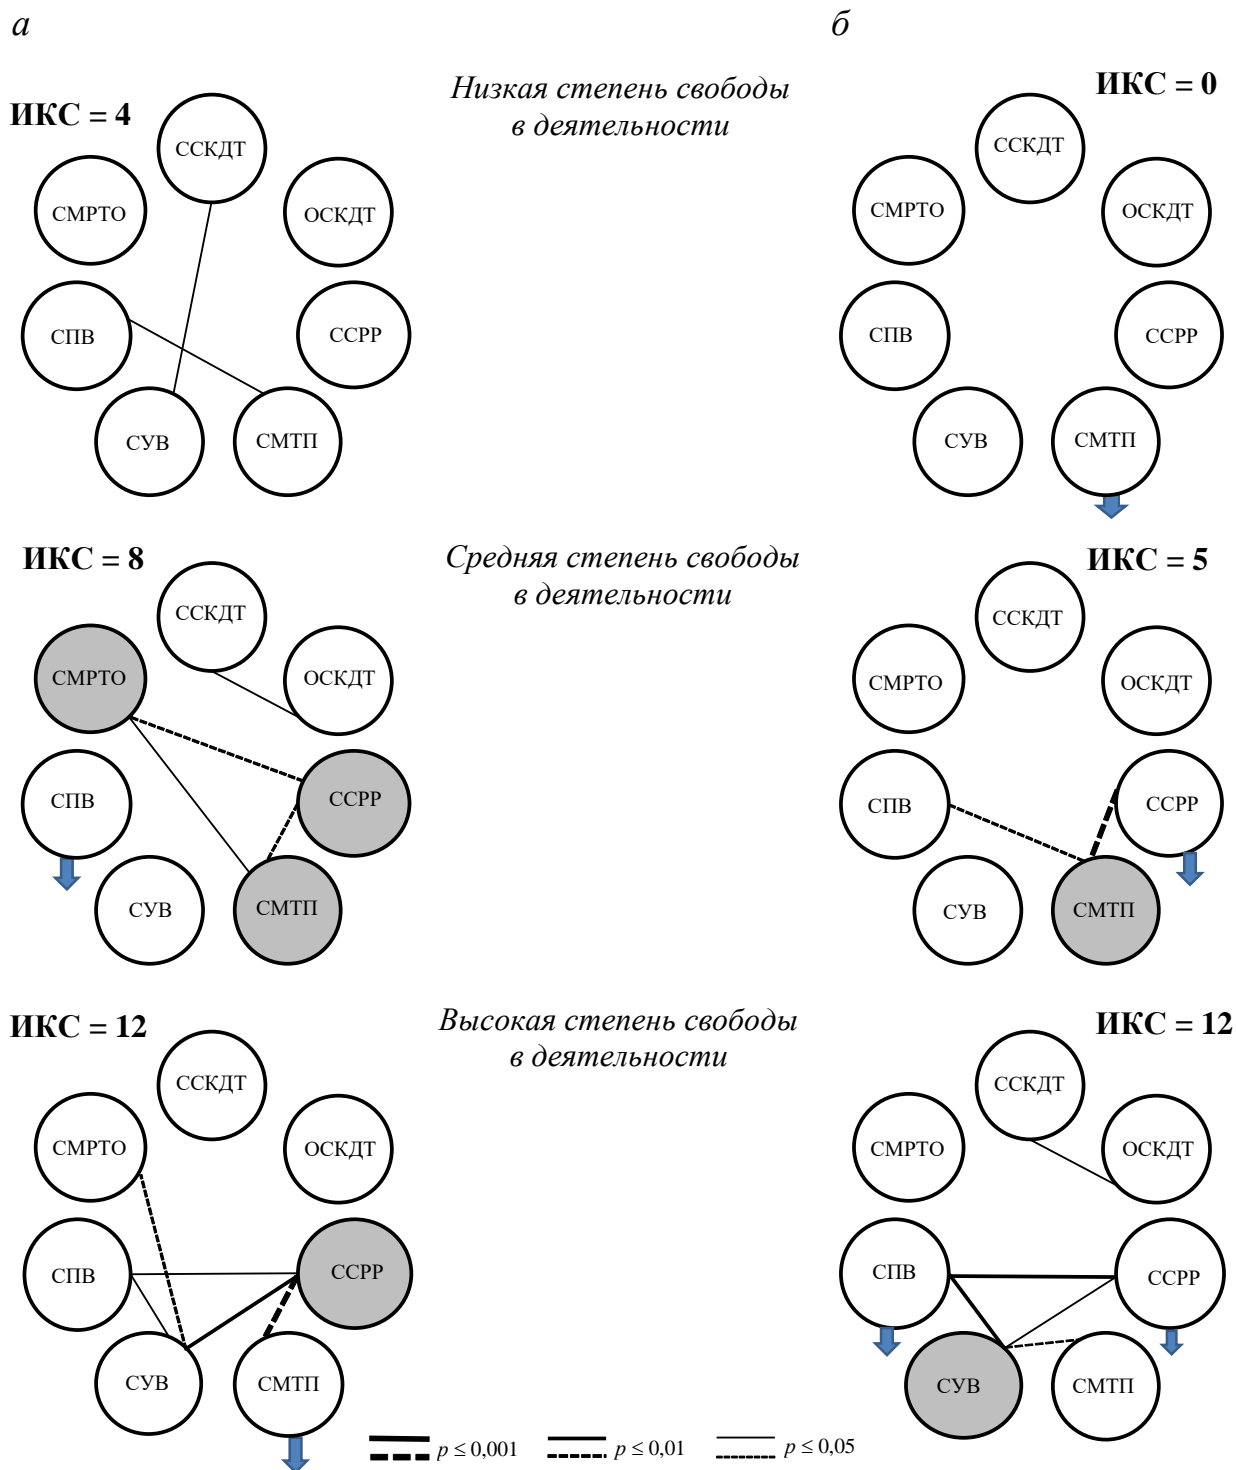 а
б
Низкая степень свободы
в деятельности
ИКС = 4
ССКДТ
СМРТО
ОСКДТ
СПВ
ССРР
СУВ
СМТП
ИКС = 0
ССКДТ
СМРТО
ОСКДТ
СПВ
ССРР
СУВ
СМТП
Средняя степень свободы
в деятельности
ИКС = 8
ССКДТ
СМРТО
ОСКДТ
СПВ
ССРР
СУВ
СМТП
ИКС = 5
ССКДТ
СМРТО
ОСКДТ
СПВ
ССРР
СУВ
СМТП
Высокая степень свободы
в деятельности
ИКС = 12
ССКДТ
СМРТО
ОСКДТ
СПВ
ССРР
СУВ
СМТП
ИКС = 12
ССКДТ
СМРТО
ОСКДТ
СПВ
ССРР
СУВ
СМТП
p ≤ 0,001 p ≤ 0,01 p ≤ 0,05